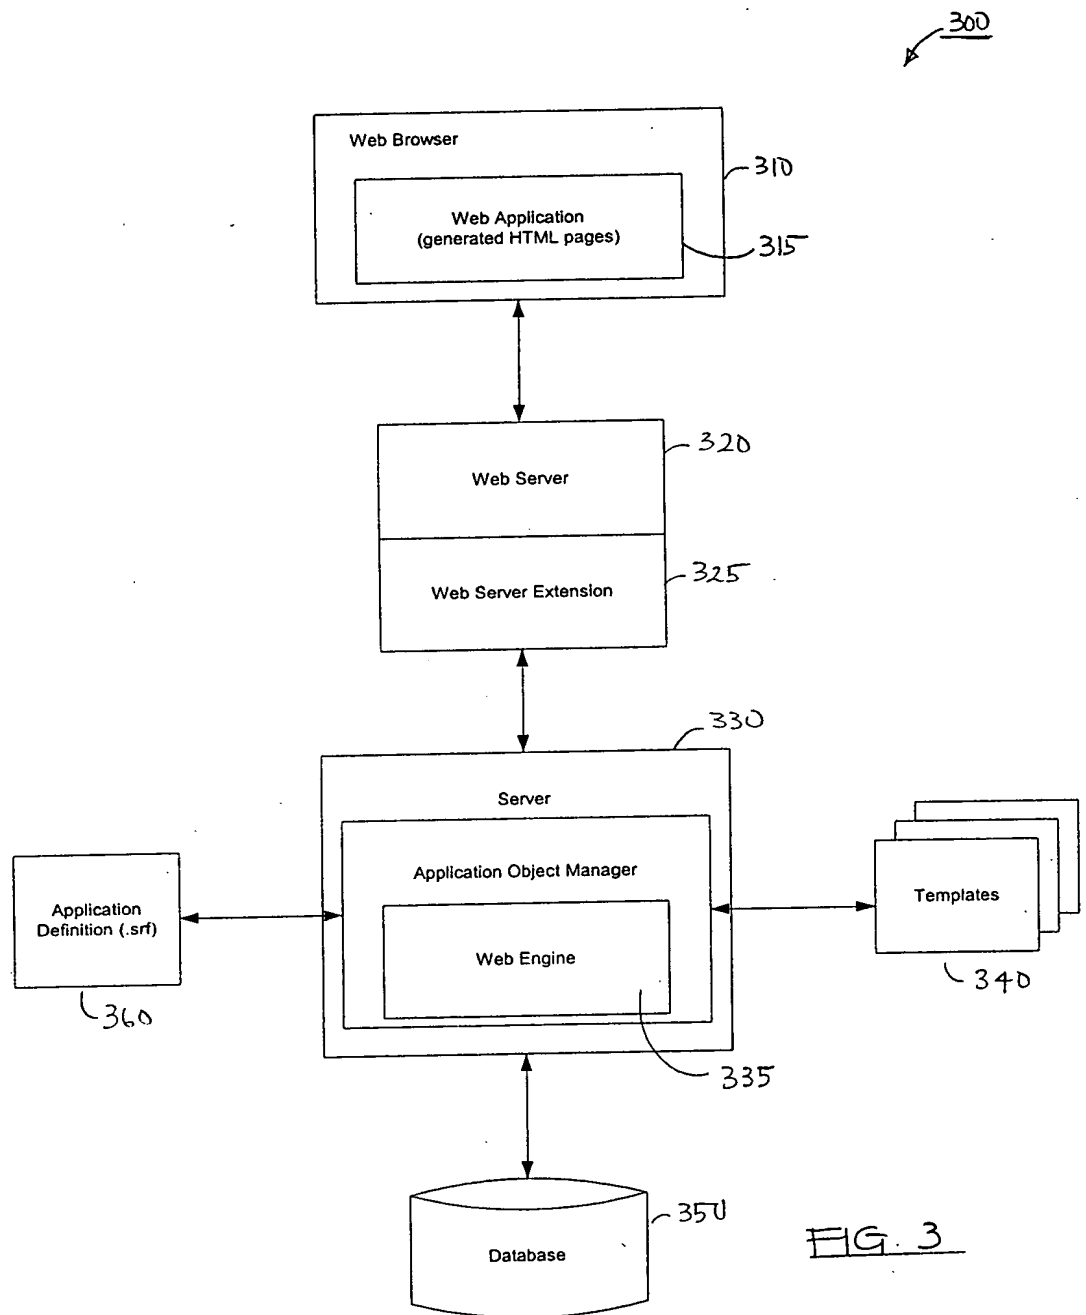 300
Web Browser
310
Web Application
(generated HTML pages)
315
320
Web Server
325
Web Server Extension
330
Server
Application Object Manager
Templates
Application
Definition (.srf)
Web Engine
340
360
335
350
Database
FIG. 3